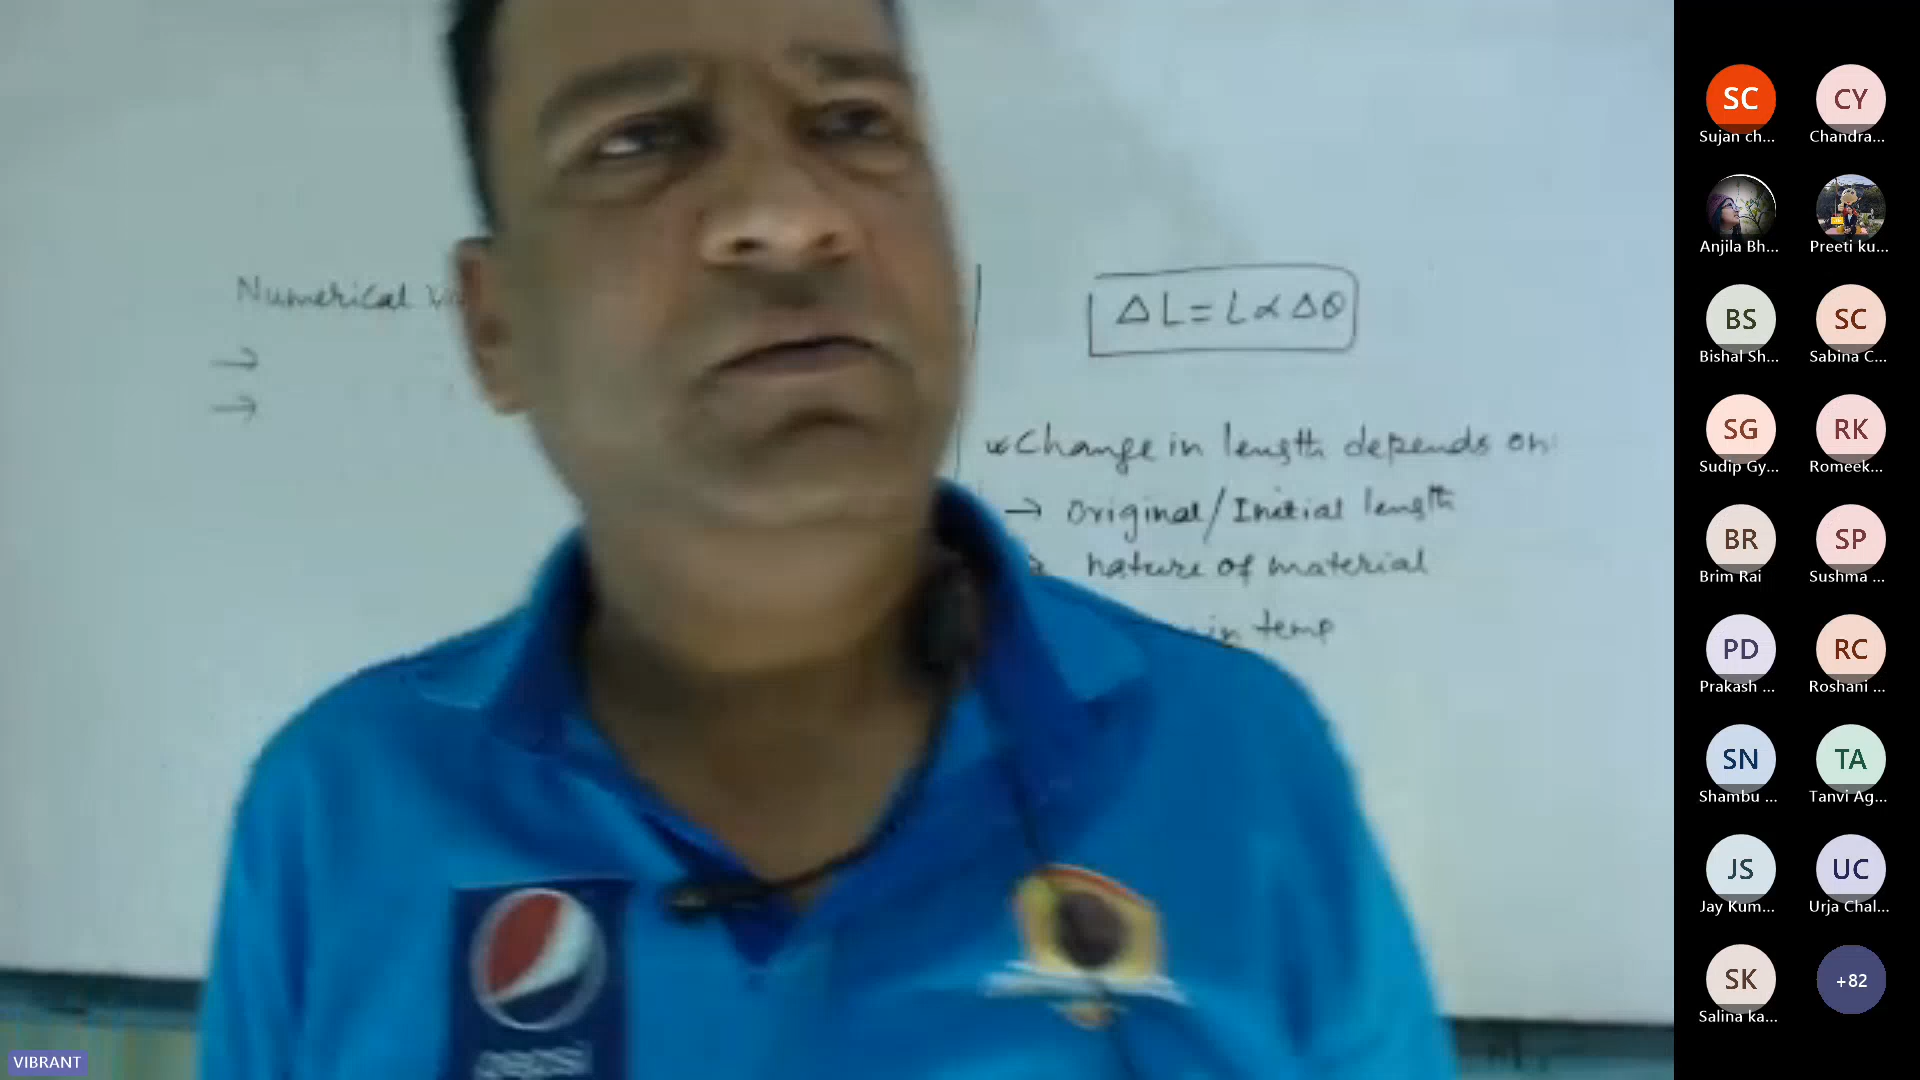 Numerical
→
→
ΔL = L α Δθ
Change in length depends on:
→ Original/Initial length
nature of material
in temp
pepsi
VIBRANT
SC
Sujan ch...
CY
Chandra...
Anjila Bh...
Preeti ku...
BS
Bishal Sh...
SC
Sabina C...
SG
Sudip Gy...
RK
Romeek...
BR
Brim Rai
SP
Sushma ...
PD
Prakash ...
RC
Roshani ...
SN
Shambu ...
TA
Tanvi Ag...
JS
Jay Kum...
UC
Urja Chal...
SK
Salina ka...
+82